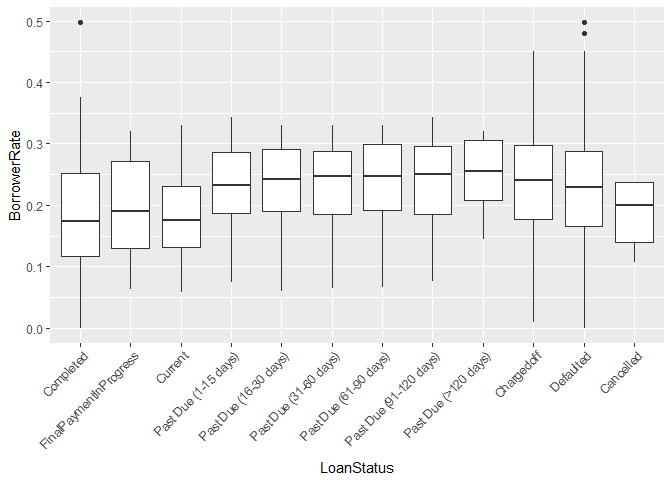 0.5
0.4
0.3
0.2
0.1
0.0
BorrowerRate
Completed
FinalPaymentInProgress
Current
Past Due (1-15 days)
Past Due (16-30 days)
Past Due (31-60 days)
Past Due (61-90 days)
Past Due (91-120 days)
Past Due (>120 days)
Chargedoff
Defaulted
Cancelled
LoanStatus